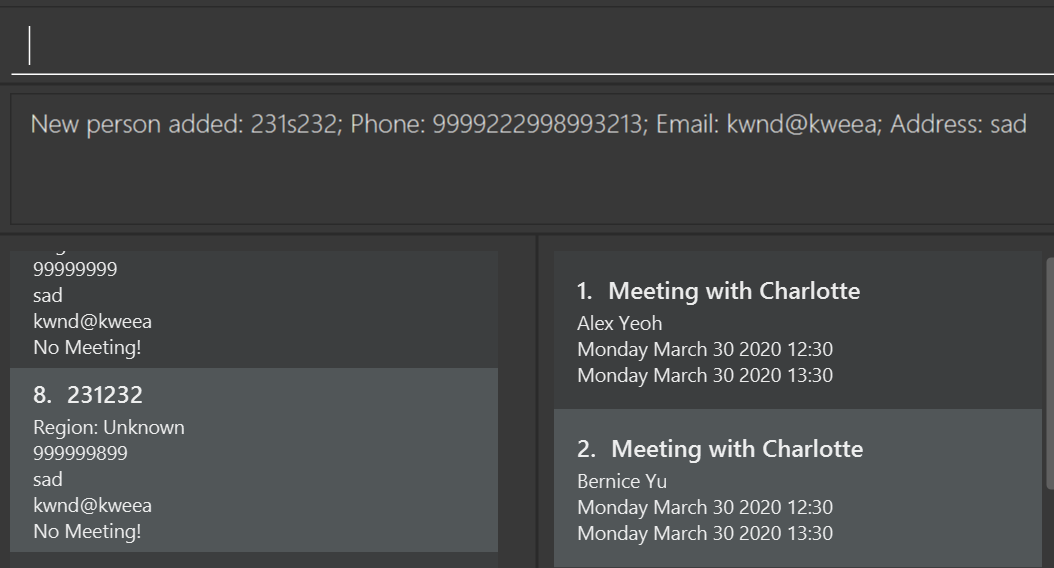 New person added: 231s232; Phone: 9999222998993213; Email: kwnd@kweea; Address: sad
99999999
sad
kwnd@kweea
No Meeting!
8. 231232
Region: Unknown
999999899
sad
kwnd@kweea
No Meeting!
1. Meeting with Charlotte
Alex Yeoh
Monday March 30 2020 12:30
Monday March 30 2020 13:30
2. Meeting with Charlotte
Bernice Yu
Monday March 30 2020 12:30
Monday March 30 2020 13:30